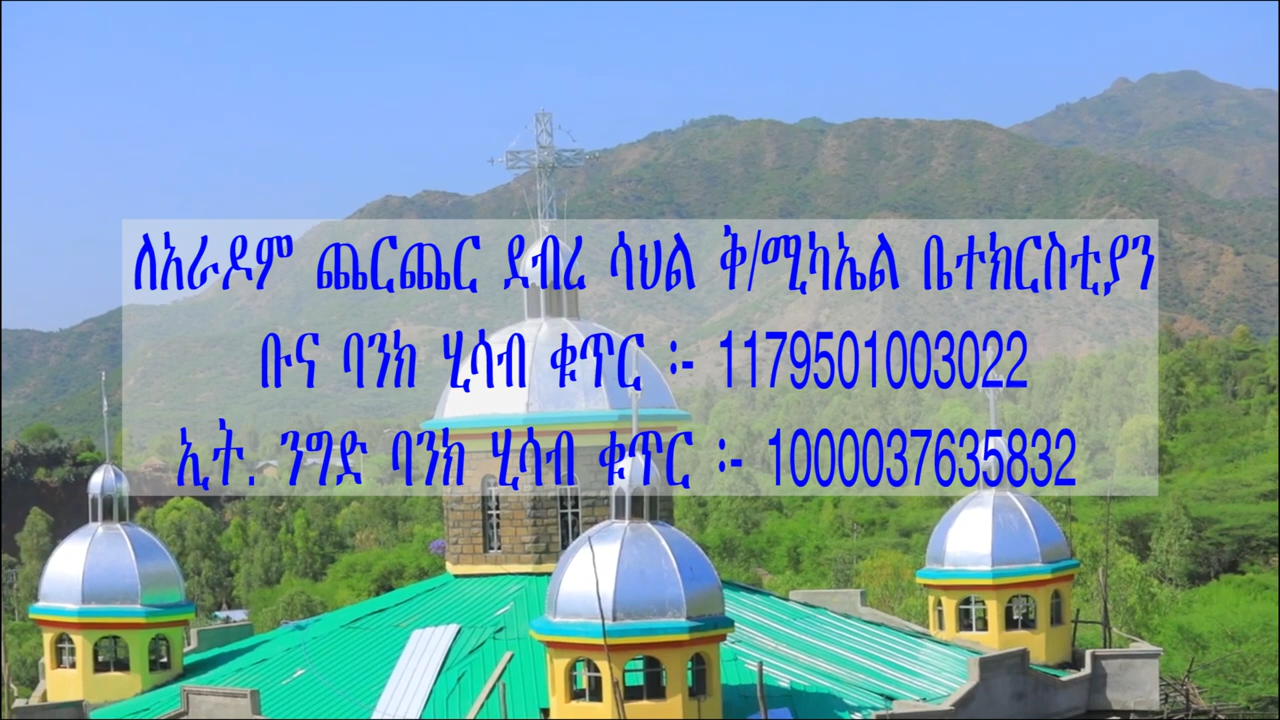 ለአራዶም ጨርጨር ደብረ ሳህል ቅ/ሚካኤል ቤተክርስቲያን
ቡና ባንክ ሂሳብ ቁጥር ፡- 1179501003022
ኢት. ንግድ ባንክ ሂሳብ ቁጥር ፡- 1000037635832